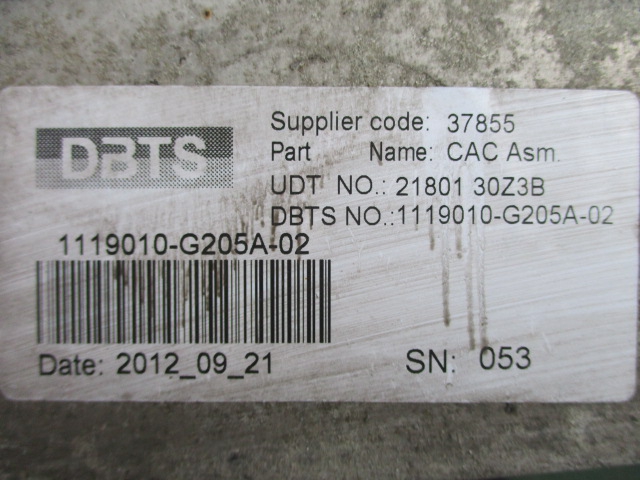 DBTS
Supplier code: 37855
Part Name: CAC Asm.
UDT NO.: 21801 30Z3B
DBTS NO.:1119010-G205A-02
1119010-G205A-02
Date: 2012_09_21 SN: 053